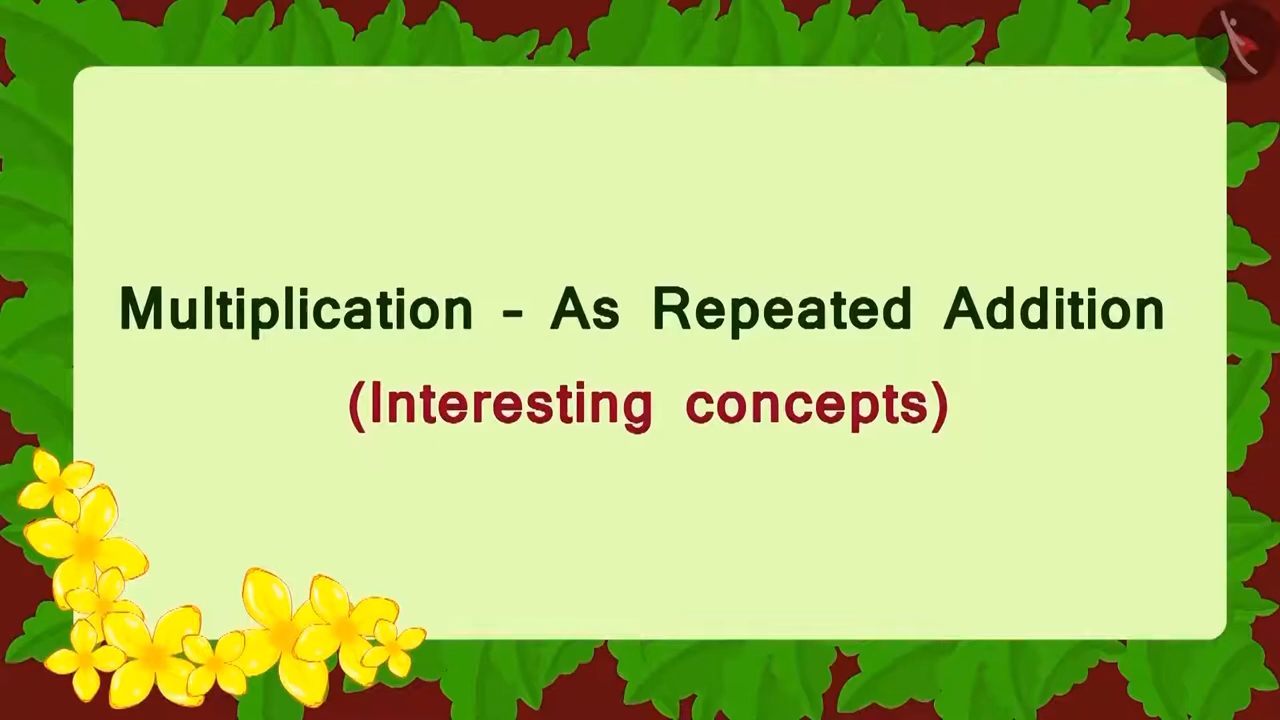 Multiplication - As Repeated Addition
(Interesting concepts)